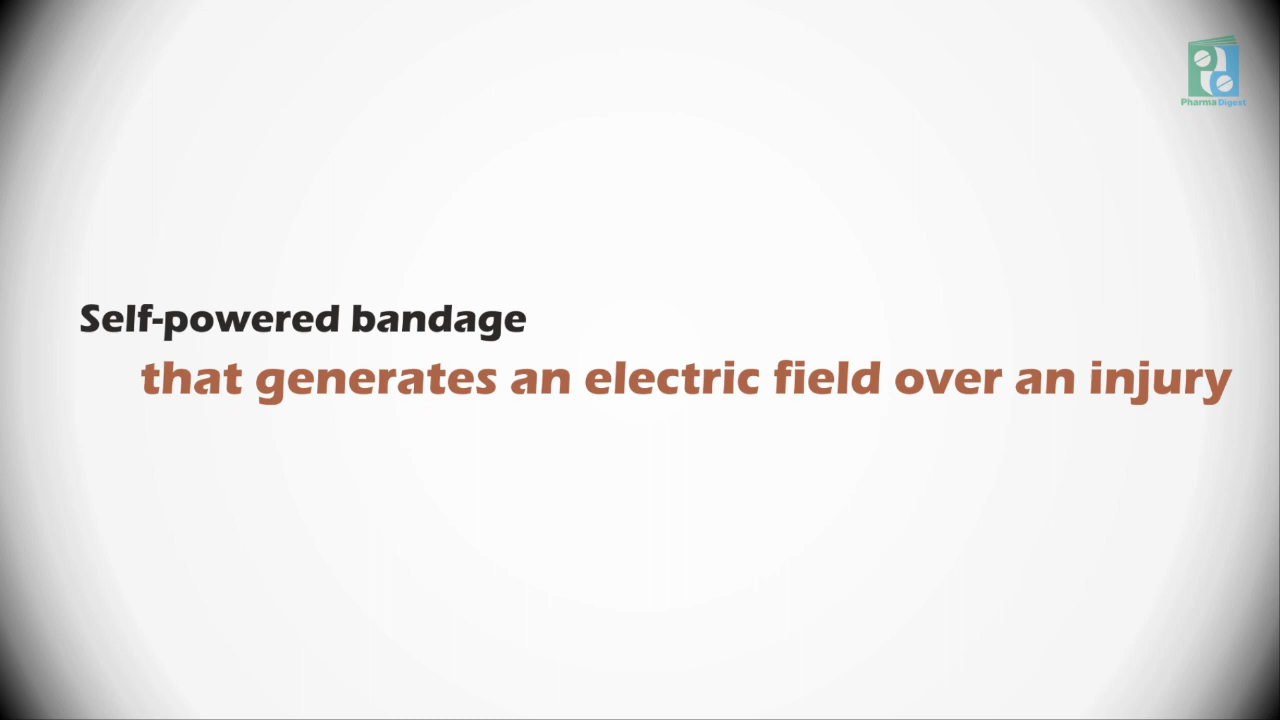 Pharma Digest
Self-powered bandage
that generates an electric field over an injury